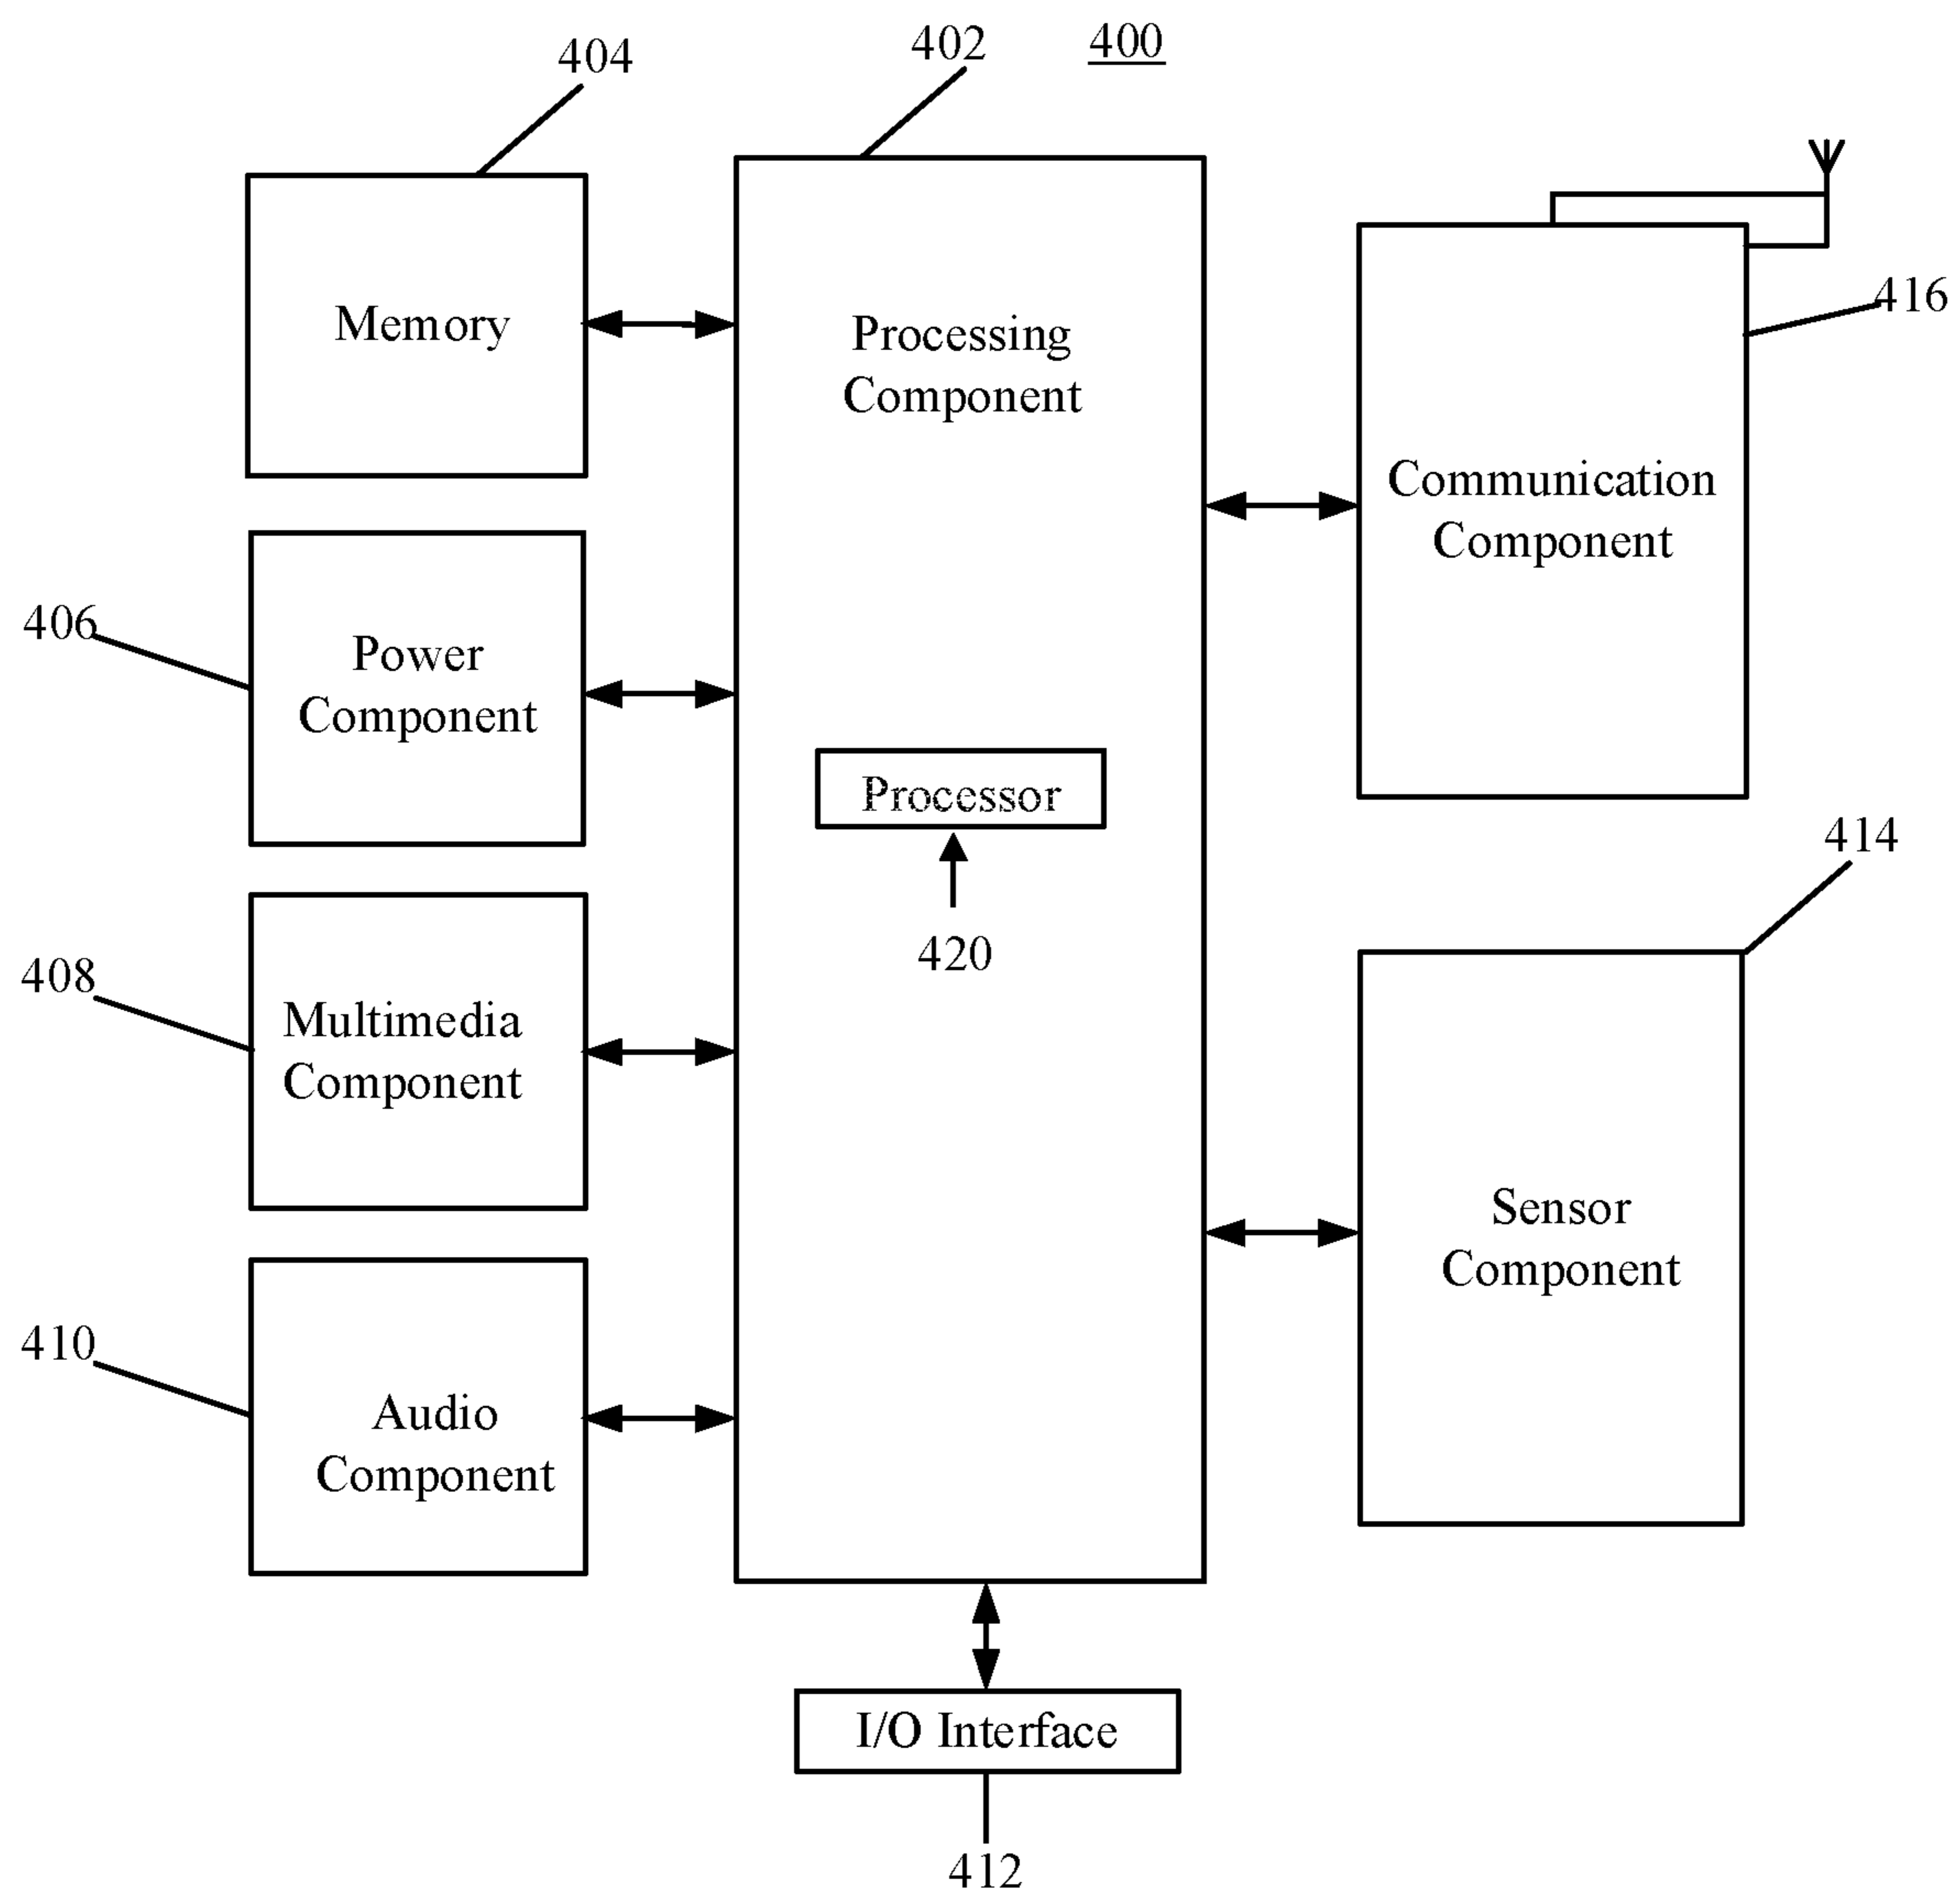 404
402
400
416
Memory
Processing
Component
Communication
Component
406
Power
Component
Processor
414
420
408
Multimedia
Component
Sensor
Component
410
Audio
Component
I/O Interface
412